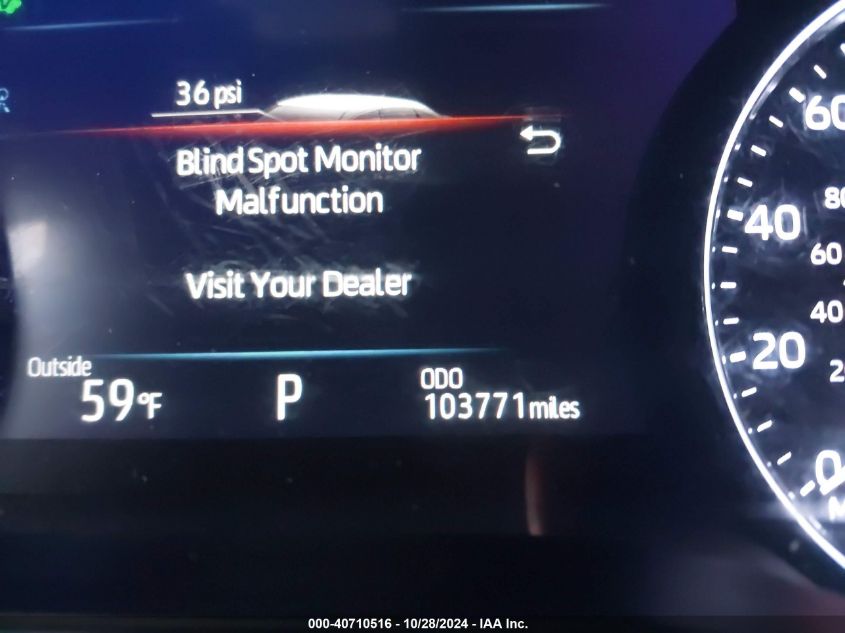 36 psi
Blind Spot Monitor
Malfunction
Visit Your Dealer
Outside
59°F
P
ODO
103771 miles
60
40
20
0
80
60
40
000-40710516 - 10/28/2024 - IAA Inc.